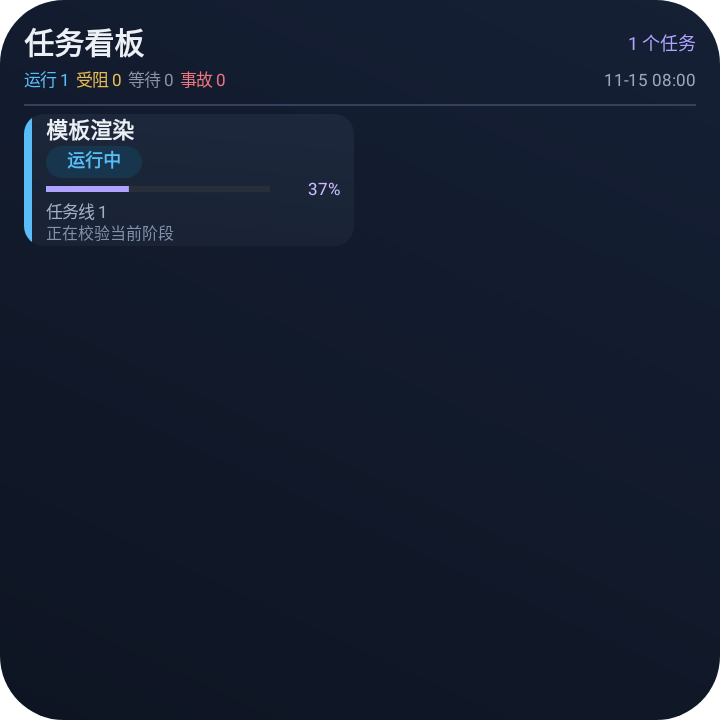 任务看板
1 个任务
运行 1 受阻 0 等待 0 事故 0
11-15 08:00
模板渲染
运行中
37%
任务线 1
正在校验当前阶段